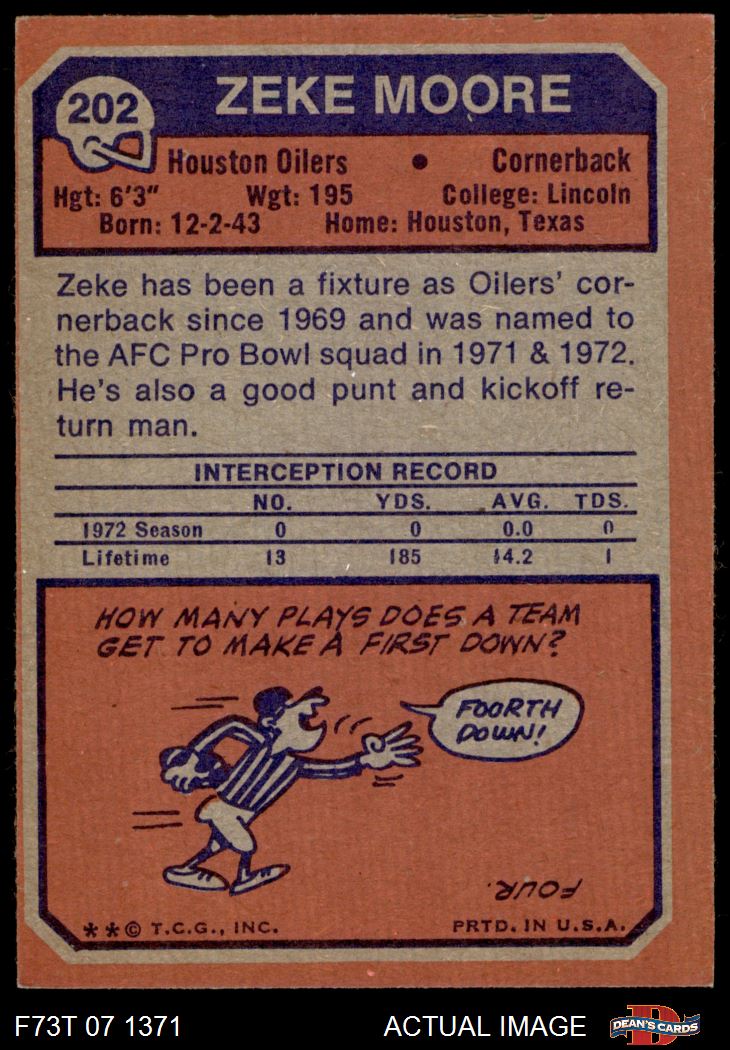 202
ZEKE MOORE
Houston Oilers • Cornerback
Hgt: 6'3" Wgt: 195 College: Lincoln
Born: 12-2-43 Home: Houston, Texas
Zeke has been a fixture as Oilers' cor-
nerback since 1969 and was named to
the AFC Pro Bowl squad in 1971 & 1972.
He's also a good punt and kickoff re-
turn man.
INTERCEPTION RECORD
NO. YDS. AVG. TDS.
1972 Season 0 0 0.0 0
Lifetime 13 185 14.2 1
HOW MANY PLAYS DOES A TEAM
GET TO MAKE A FIRST DOWN?
FOORTH
DOWN!
FOUR.
**© T.C.G., INC. PRTD. IN U.S.A.
F73T 07 1371 ACTUAL IMAGE
DEAN'S CARDS